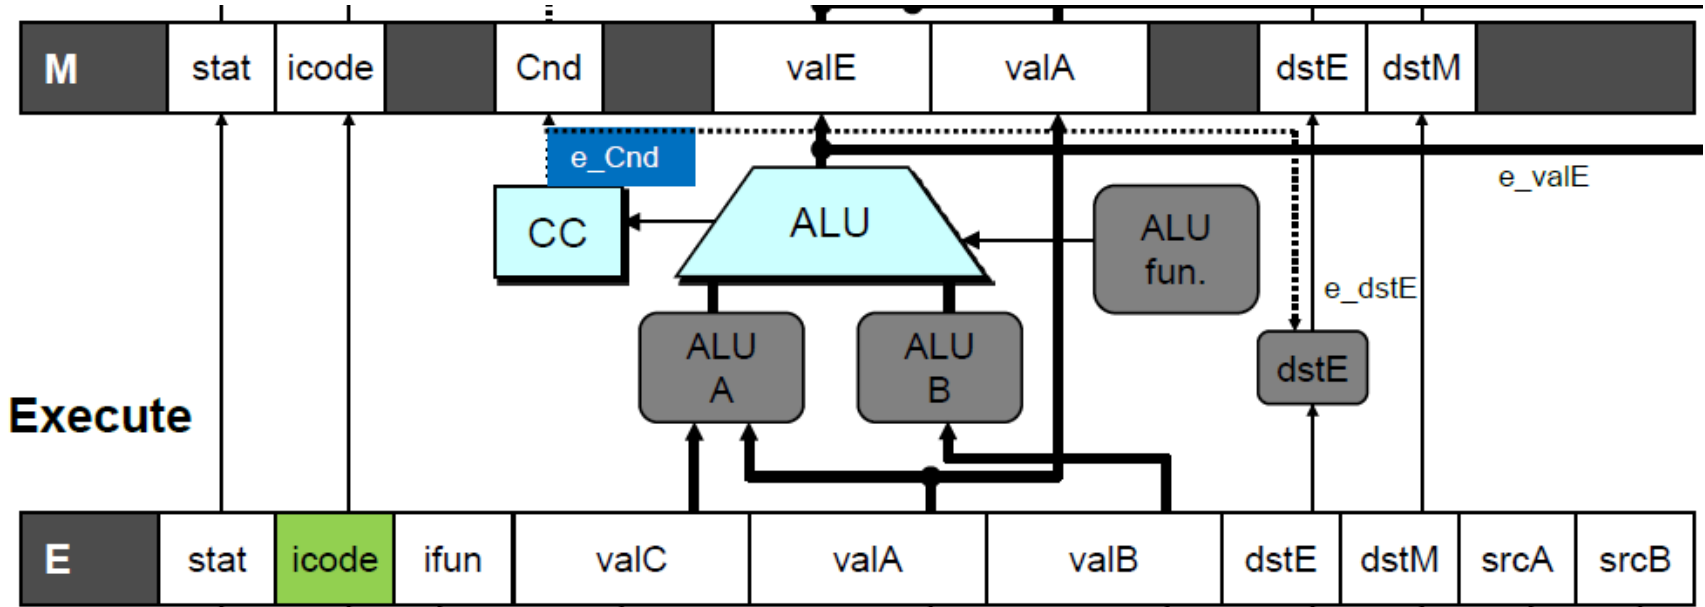 M stat icode Cnd valE valA dstE dstM
e_Cnd
e_valE
CC
ALU
ALU
fun.
e_dstE
ALU
A
ALU
B
dstE
Execute
E stat icode ifun valC valA valB dstE dstM srcA srcB